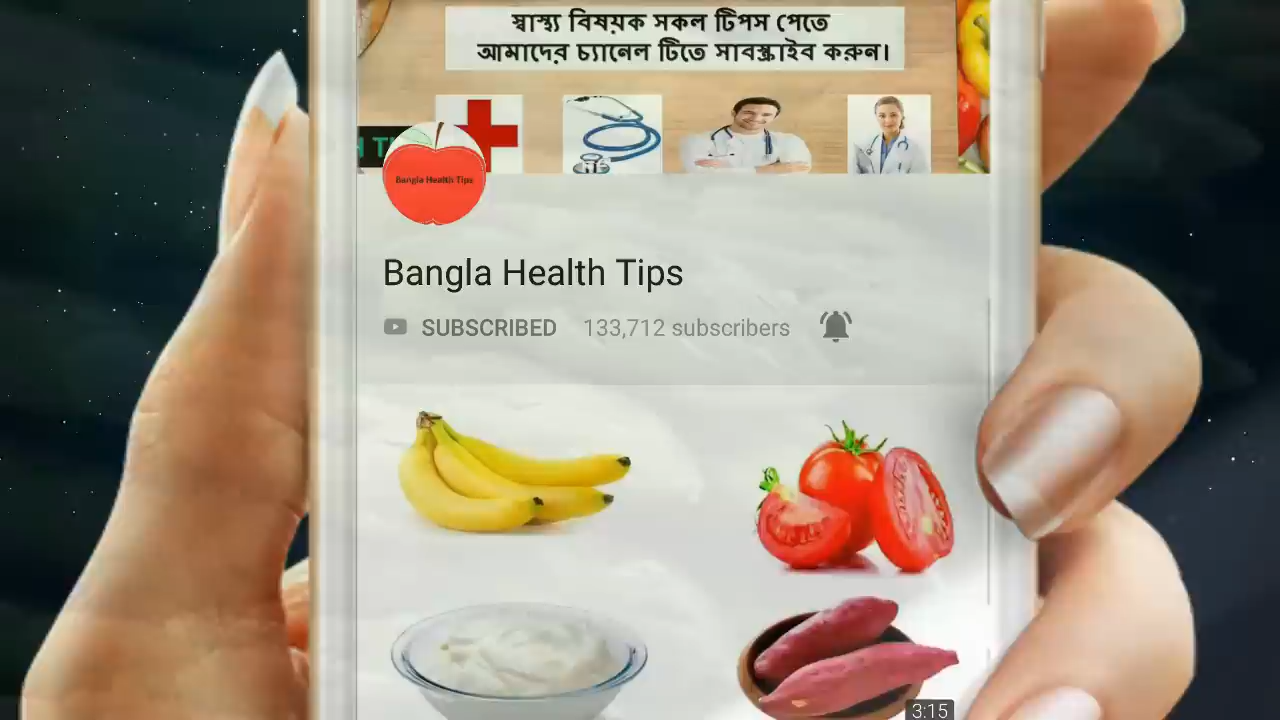 স্বাস্থ্য বিষয়ক সকল টিপস পেতে
আমাদের চ্যানেল টিতে সাবস্ক্রাইব করুন।
H T
Bangla Health Tips
Bangla Health Tips
SUBSCRIBED 133,712 subscribers
3:15